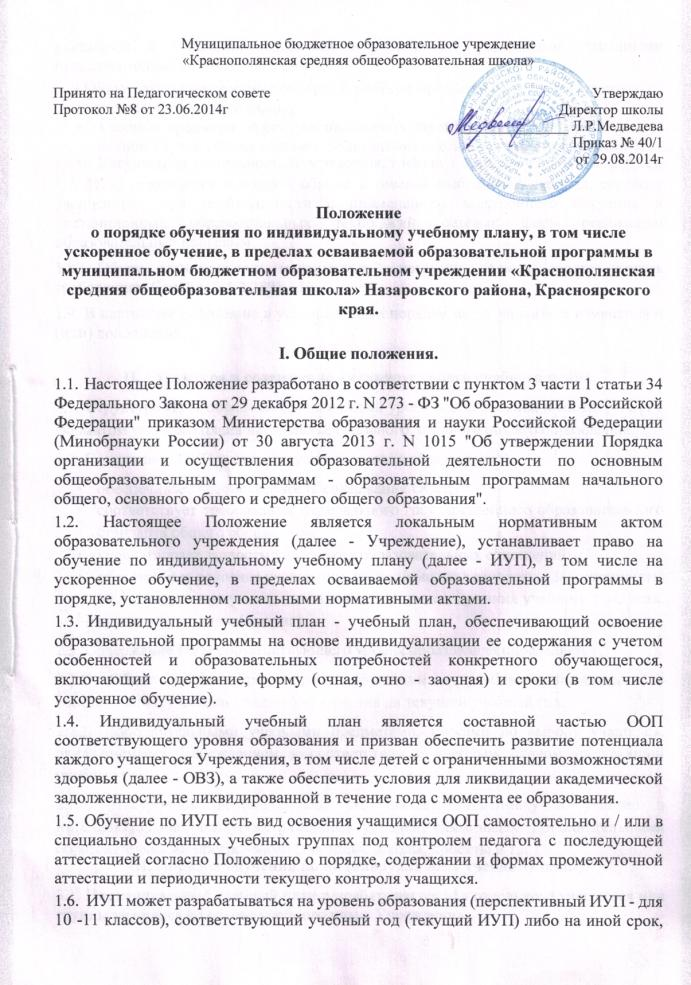 Муниципальное бюджетное образовательное учреждение
«Краснополянская средняя общеобразовательная школа»
Принято на Педагогическом совете
Протокол №8 от 23.06.2014г
Утверждаю
Директор школы
Л.Р.Медведева
Приказ № 40/1
от 29.08.2014г
Положение
о порядке обучения по индивидуальному учебному плану, в том числе
ускоренное обучение, в пределах осваиваемой образовательной программы в
муниципальном бюджетном образовательном учреждении «Краснополянская
средняя общеобразовательная школа» Назаровского района, Красноярского
края.
I. Общие положения.
1.1. Настоящее Положение разработано в соответствии с пунктом 3 части 1 статьи 34
Федерального Закона от 29 декабря 2012 г. N 273 - ФЗ "Об образовании в Российской
Федерации" приказом Министерства образования и науки Российской Федерации
(Минобрнауки России) от 30 августа 2013 г. N 1015 "Об утверждении Порядка
организации и осуществления образовательной деятельности по основным
общеобразовательным программам - образовательным программам начального
общего, основного общего и среднего общего образования".
1.2. Настоящее Положение является локальным нормативным актом
образовательного учреждения (далее - Учреждение), устанавливает право на
обучение по индивидуальному учебному плану (далее - ИУП), в том числе на
ускоренное обучение, в пределах осваиваемой образовательной программы в
порядке, установленном локальными нормативными актами.
1.3. Индивидуальный учебный план - учебный план, обеспечивающий освоение
образовательной программы на основе индивидуализации ее содержания с учетом
особенностей и образовательных потребностей конкретного обучающегося,
включающий содержание, форму (очная, очно - заочная) и сроки (в том числе
ускоренное обучение).
1.4. Индивидуальный учебный план является составной частью ООП
соответствующего уровня образования и призван обеспечить развитие потенциала
каждого учащегося Учреждения, в том числе детей с ограниченными возможностями
здоровья (далее - ОВЗ), а также обеспечить условия для ликвидации академической
задолженности, не ликвидированной в течение года с момента ее образования.
1.5. Обучение по ИУП есть вид освоения учащимися ООП самостоятельно и / или в
специально созданных учебных группах под контролем педагога с последующей
аттестацией согласно Положению о порядке, содержании и формах промежуточной
аттестации и периодичности текущего контроля учащихся.
1.6. ИУП может разрабатываться на уровень образования (перспективный ИУП - для
10 -11 классов), соответствующий учебный год (текущий ИУП) либо на иной срок,